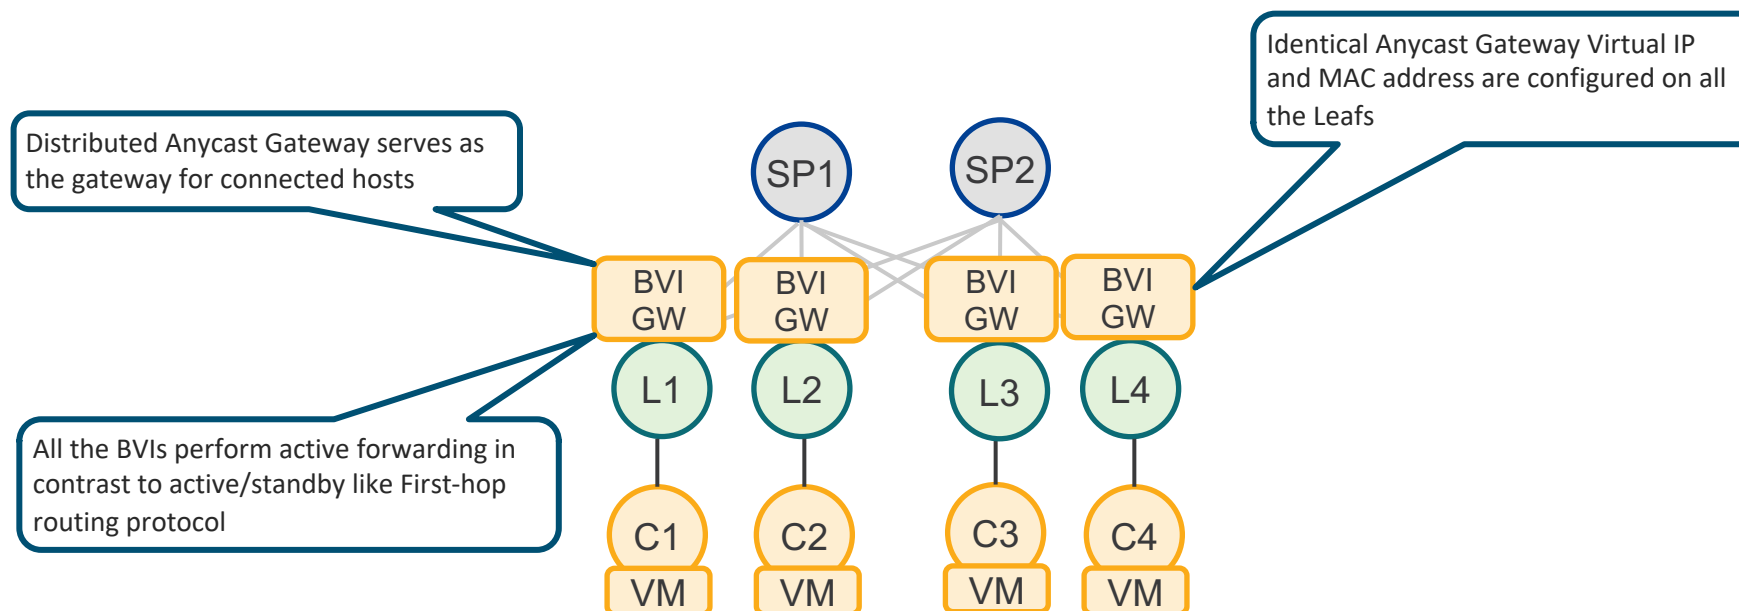 Identical Anycast Gateway Virtual IP
and MAC address are configured on all
the Leafs
Distributed Anycast Gateway serves as
the gateway for connected hosts
SP1
SP2
BVI
GW
BVI
GW
BVI
GW
BVI
GW
L1
L2
L3
L4
All the BVIs perform active forwarding in
contrast to active/standby like First-hop
routing protocol
C1
C2
C3
C4
VM
VM
VM
VM